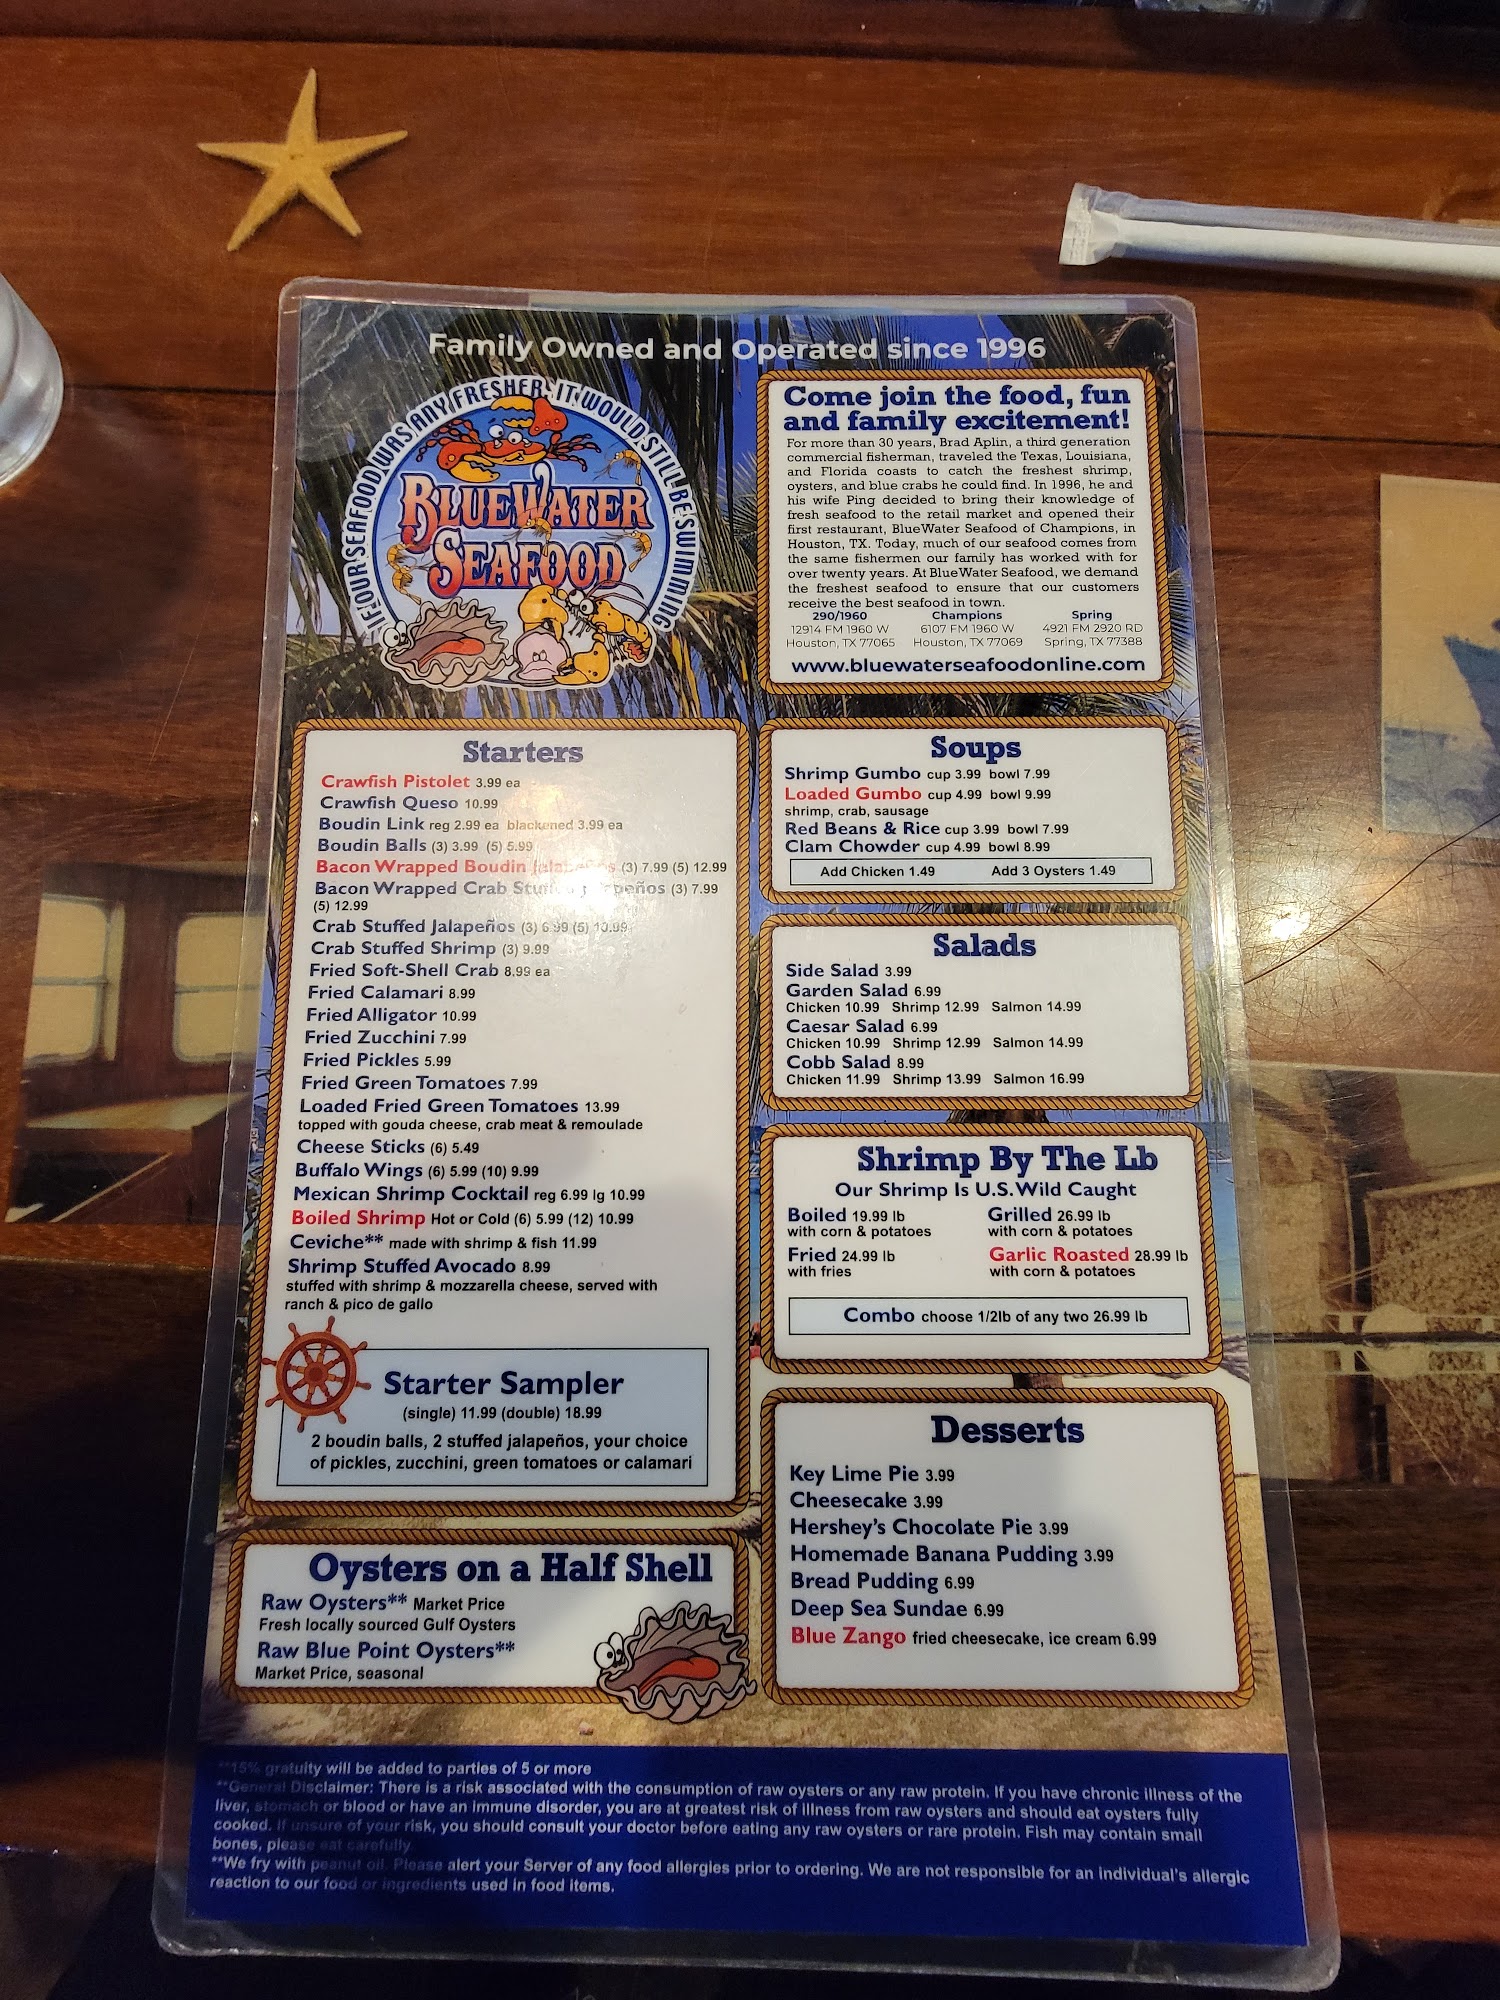 Family Owned and Operated since 1996
IF OUR SEAFOOD WAS ANY FRESHER, IT WOULD STILL BE SWIMMING
BLUEWATER
SEAFOOD
Come join the food, fun
and family excitement!
For more than 30 years, Brad Aplin, a third generation
commercial fisherman, traveled the Texas, Louisiana,
and Florida coasts to catch the freshest shrimp,
oysters, and blue crabs he could find. In 1996, he and
his wife Ping decided to bring their knowledge of
fresh seafood to the retail market and opened their
first restaurant, BlueWater Seafood of Champions, in
Houston, TX. Today, much of our seafood comes from
the same fishermen our family has worked with for
over twenty years. At BlueWater Seafood, we demand
the freshest seafood to ensure that our customers
receive the best seafood in town.
290/1960 Champions Spring
12914 FM 1960 W 6107 FM 1960 W 4921 FM 2920 RD
Houston, TX 77065 Houston, TX 77069 Spring, TX 77388
www.bluewaterseafoodonline.com
Starters
Crawfish Pistolet 3.99 ea
Crawfish Queso 10.99
Boudin Link reg 2.99 ea blackened 3.99 ea
Boudin Balls (3) 3.99 (5) 5.99
Bacon Wrapped Boudin Jalapeños (3) 7.99 (5) 12.99
Bacon Wrapped Crab Stuffed Jalapeños (3) 7.99
(5) 12.99
Crab Stuffed Jalapeños (3) 6.99 (5) 10.99
Crab Stuffed Shrimp (3) 9.99
Fried Soft-Shell Crab 8.99 ea
Fried Calamari 8.99
Fried Alligator 10.99
Fried Zucchini 7.99
Fried Pickles 5.99
Fried Green Tomatoes 7.99
Loaded Fried Green Tomatoes 13.99
topped with gouda cheese, crab meat & remoulade
Cheese Sticks (6) 5.49
Buffalo Wings (6) 5.99 (10) 9.99
Mexican Shrimp Cocktail reg 6.99 lg 10.99
Boiled Shrimp Hot or Cold (6) 5.99 (12) 10.99
Ceviche** made with shrimp & fish 11.99
Shrimp Stuffed Avocado 8.99
stuffed with shrimp & mozzarella cheese, served with
ranch & pico de gallo
Starter Sampler
(single) 11.99 (double) 18.99
2 boudin balls, 2 stuffed jalapeños, your choice
of pickles, zucchini, green tomatoes or calamari
Oysters on a Half Shell
Raw Oysters** Market Price
Fresh locally sourced Gulf Oysters
Raw Blue Point Oysters**
Market Price, seasonal
Soups
Shrimp Gumbo cup 3.99 bowl 7.99
Loaded Gumbo cup 4.99 bowl 9.99
shrimp, crab, sausage
Red Beans & Rice cup 3.99 bowl 7.99
Clam Chowder cup 4.99 bowl 8.99
Add Chicken 1.49 Add 3 Oysters 1.49
Salads
Side Salad 3.99
Garden Salad 6.99
Chicken 10.99 Shrimp 12.99 Salmon 14.99
Caesar Salad 6.99
Chicken 10.99 Shrimp 12.99 Salmon 14.99
Cobb Salad 8.99
Chicken 11.99 Shrimp 13.99 Salmon 16.99
Shrimp By The Lb
Our Shrimp Is U.S. Wild Caught
Boiled 19.99 lb Grilled 26.99 lb
with corn & potatoes with corn & potatoes
Fried 24.99 lb Garlic Roasted 28.99 lb
with fries with corn & potatoes
Combo choose 1/2lb of any two 26.99 lb
Desserts
Key Lime Pie 3.99
Cheesecake 3.99
Hershey's Chocolate Pie 3.99
Homemade Banana Pudding 3.99
Bread Pudding 6.99
Deep Sea Sundae 6.99
Blue Zango fried cheesecake, ice cream 6.99
**15% gratuity will be added to parties of 5 or more
**General Disclaimer: There is a risk associated with the consumption of raw oysters or any raw protein. If you have chronic illness of the
liver, stomach or blood or have an immune disorder, you are at greatest risk of illness from raw oysters and should eat oysters fully
cooked. If unsure of your risk, you should consult your doctor before eating any raw oysters or rare protein. Fish may contain small
bones, please eat carefully.
**We fry with peanut oil. Please alert your Server of any food allergies prior to ordering. We are not responsible for an individual's allergic
reaction to our food or ingredients used in food items.